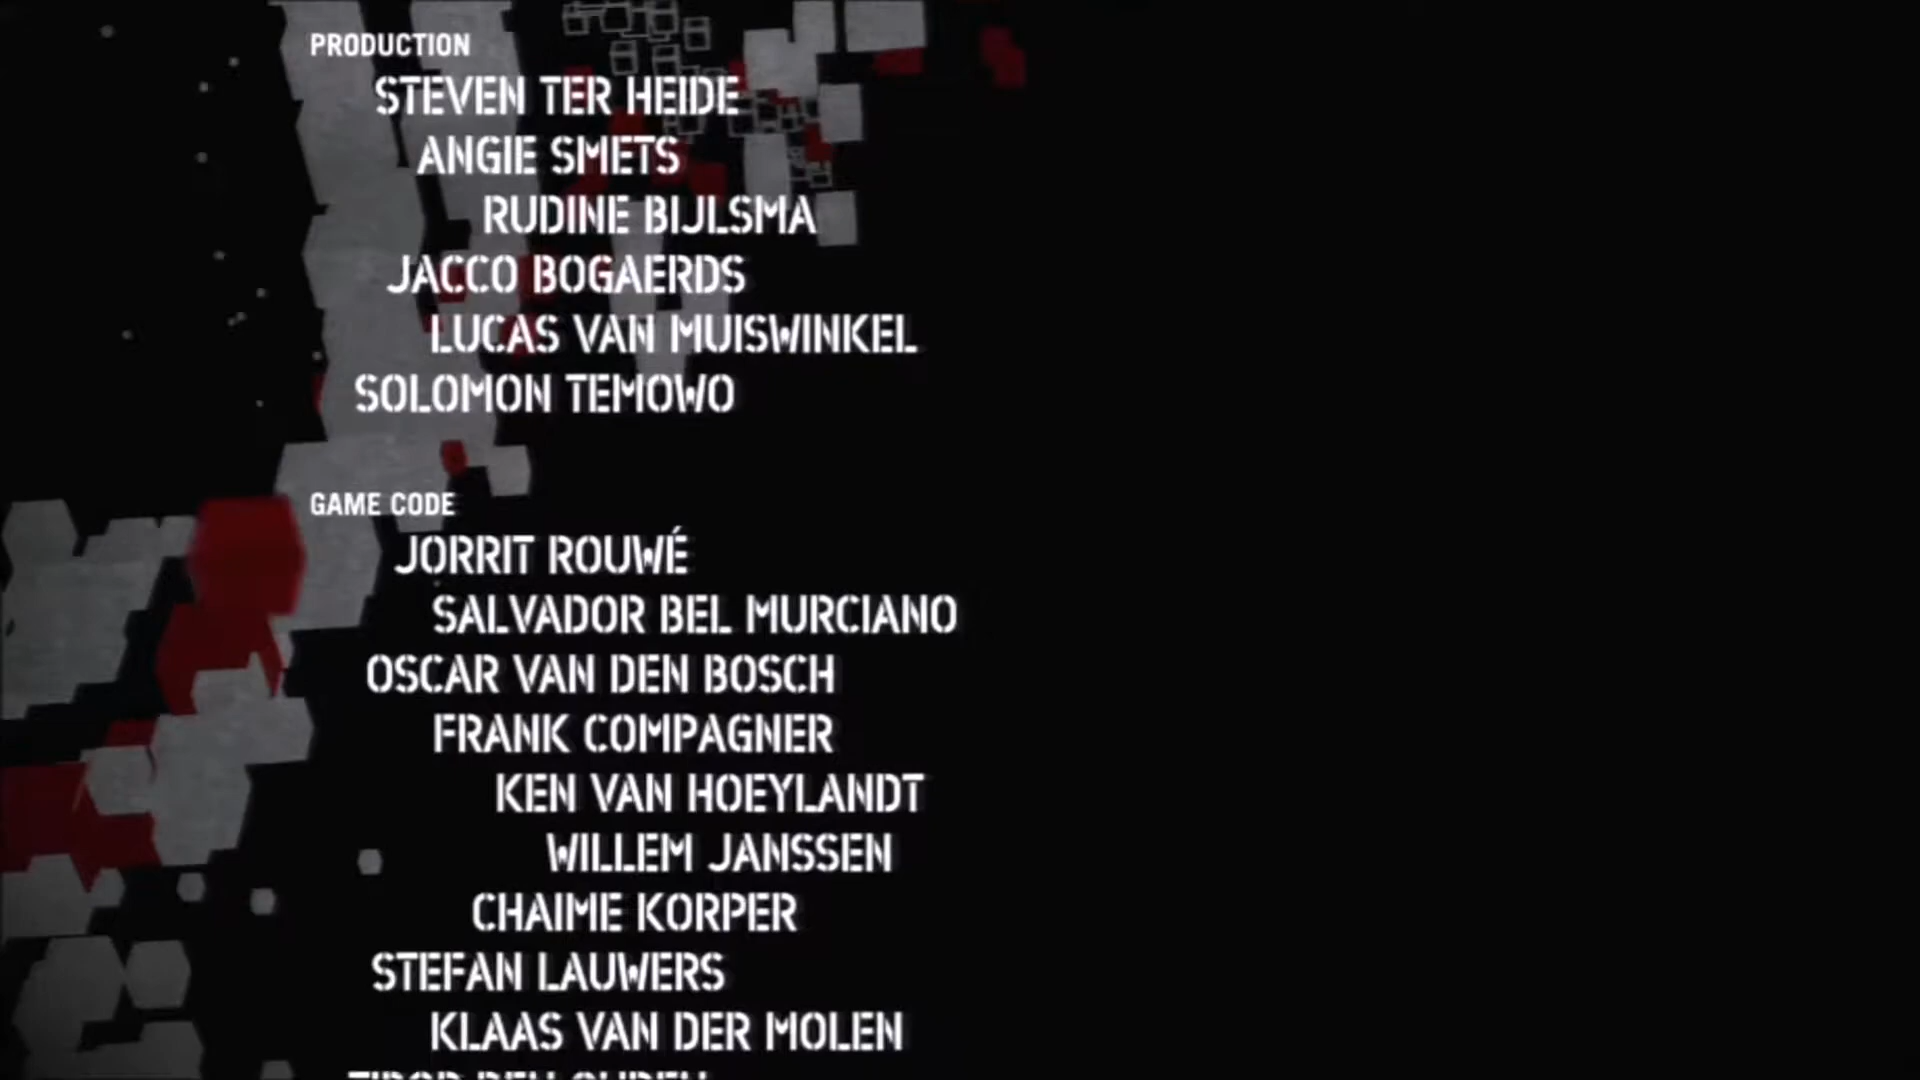 PRODUCTION
STEVEN TER HEIDE
ANGIE SMETS
RUDINE BIJLSMA
JACCO BOGAERDS
LUCAS VAN MUISWINKEL
SOLOMON TEMOWO
GAME CODE
JORRIT ROUWÉ
SALVADOR BEL MURCIANO
OSCAR VAN DEN BOSCH
FRANK COMPAGNER
KEN VAN HOEYLANDT
WILLEM JANSSEN
CHAIME KORPER
STEFAN LAUWERS
KLAAS VAN DER MOLEN